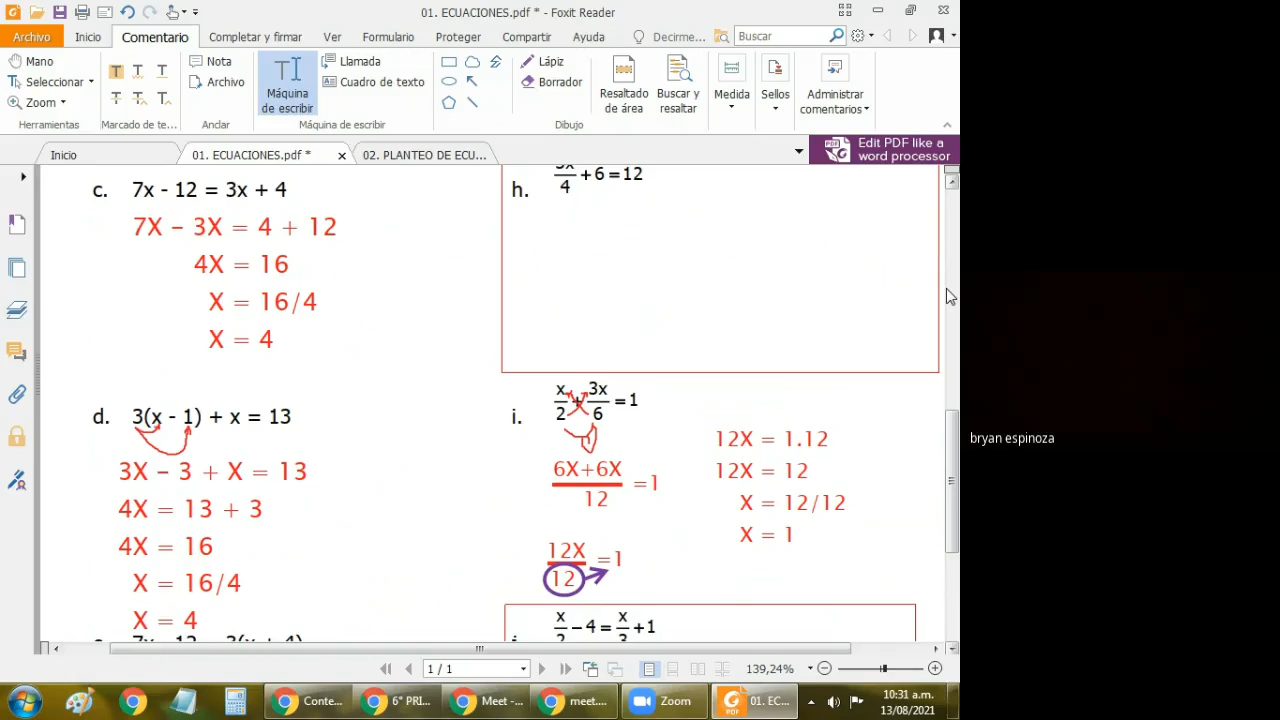 01. ECUACIONES.pdf * - Foxit Reader
Archivo Inicio Comentario Completar y firmar Ver Formulario Proteger Compartir Ayuda Decirme... Buscar
Mano
Seleccionar
Zoom
Herramientas
Marcado de te...
Nota
Archivo
Anclar
Máquina de escribir
Llamada
Cuadro de texto
Máquina de escribir
Lápiz
Borrador
Dibujo
Resaltado de área
Buscar y resaltar
Medida
Sellos
Administrar comentarios
Inicio 01. ECUACIONES.pdf * 02. PLANTEO DE ECU...
Edit PDF like a word processor
c. 7x - 12 = 3x + 4
7X - 3X = 4 + 12
4X = 16
X = 16/4
X = 4
d. 3(x - 1) + x = 13
3X - 3 + X = 13
4X = 13 + 3
4X = 16
X = 16/4
X = 4
h. 3x/4 + 6 = 12
i. x/2 + 3x/6 = 1
6X+6X/12 =1
12X/12 =1
12X = 1.12
12X = 12
X = 12/12
X = 1
x/2 - 4 = x/3 + 1
bryan espinoza
1 / 1
139,24%
Conte... 6° PRI... Meet -... meet.... Zoom 01. EC...
10:31 a.m.
13/08/2021